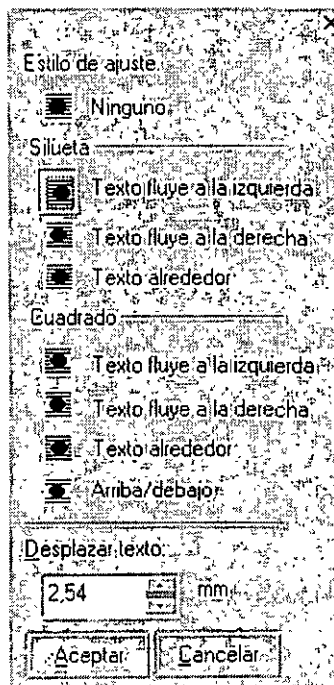 Estilo de ajuste
Ninguno
Silueta
Texto fluye a la izquierda
Texto fluye a la derecha
Texto alrededor
Cuadrado
Texto fluye a la izquierda
Texto fluye a la derecha
Texto alrededor
Arriba/debajo
Desplazar texto:
2,54 mm
Aceptar Cancelar